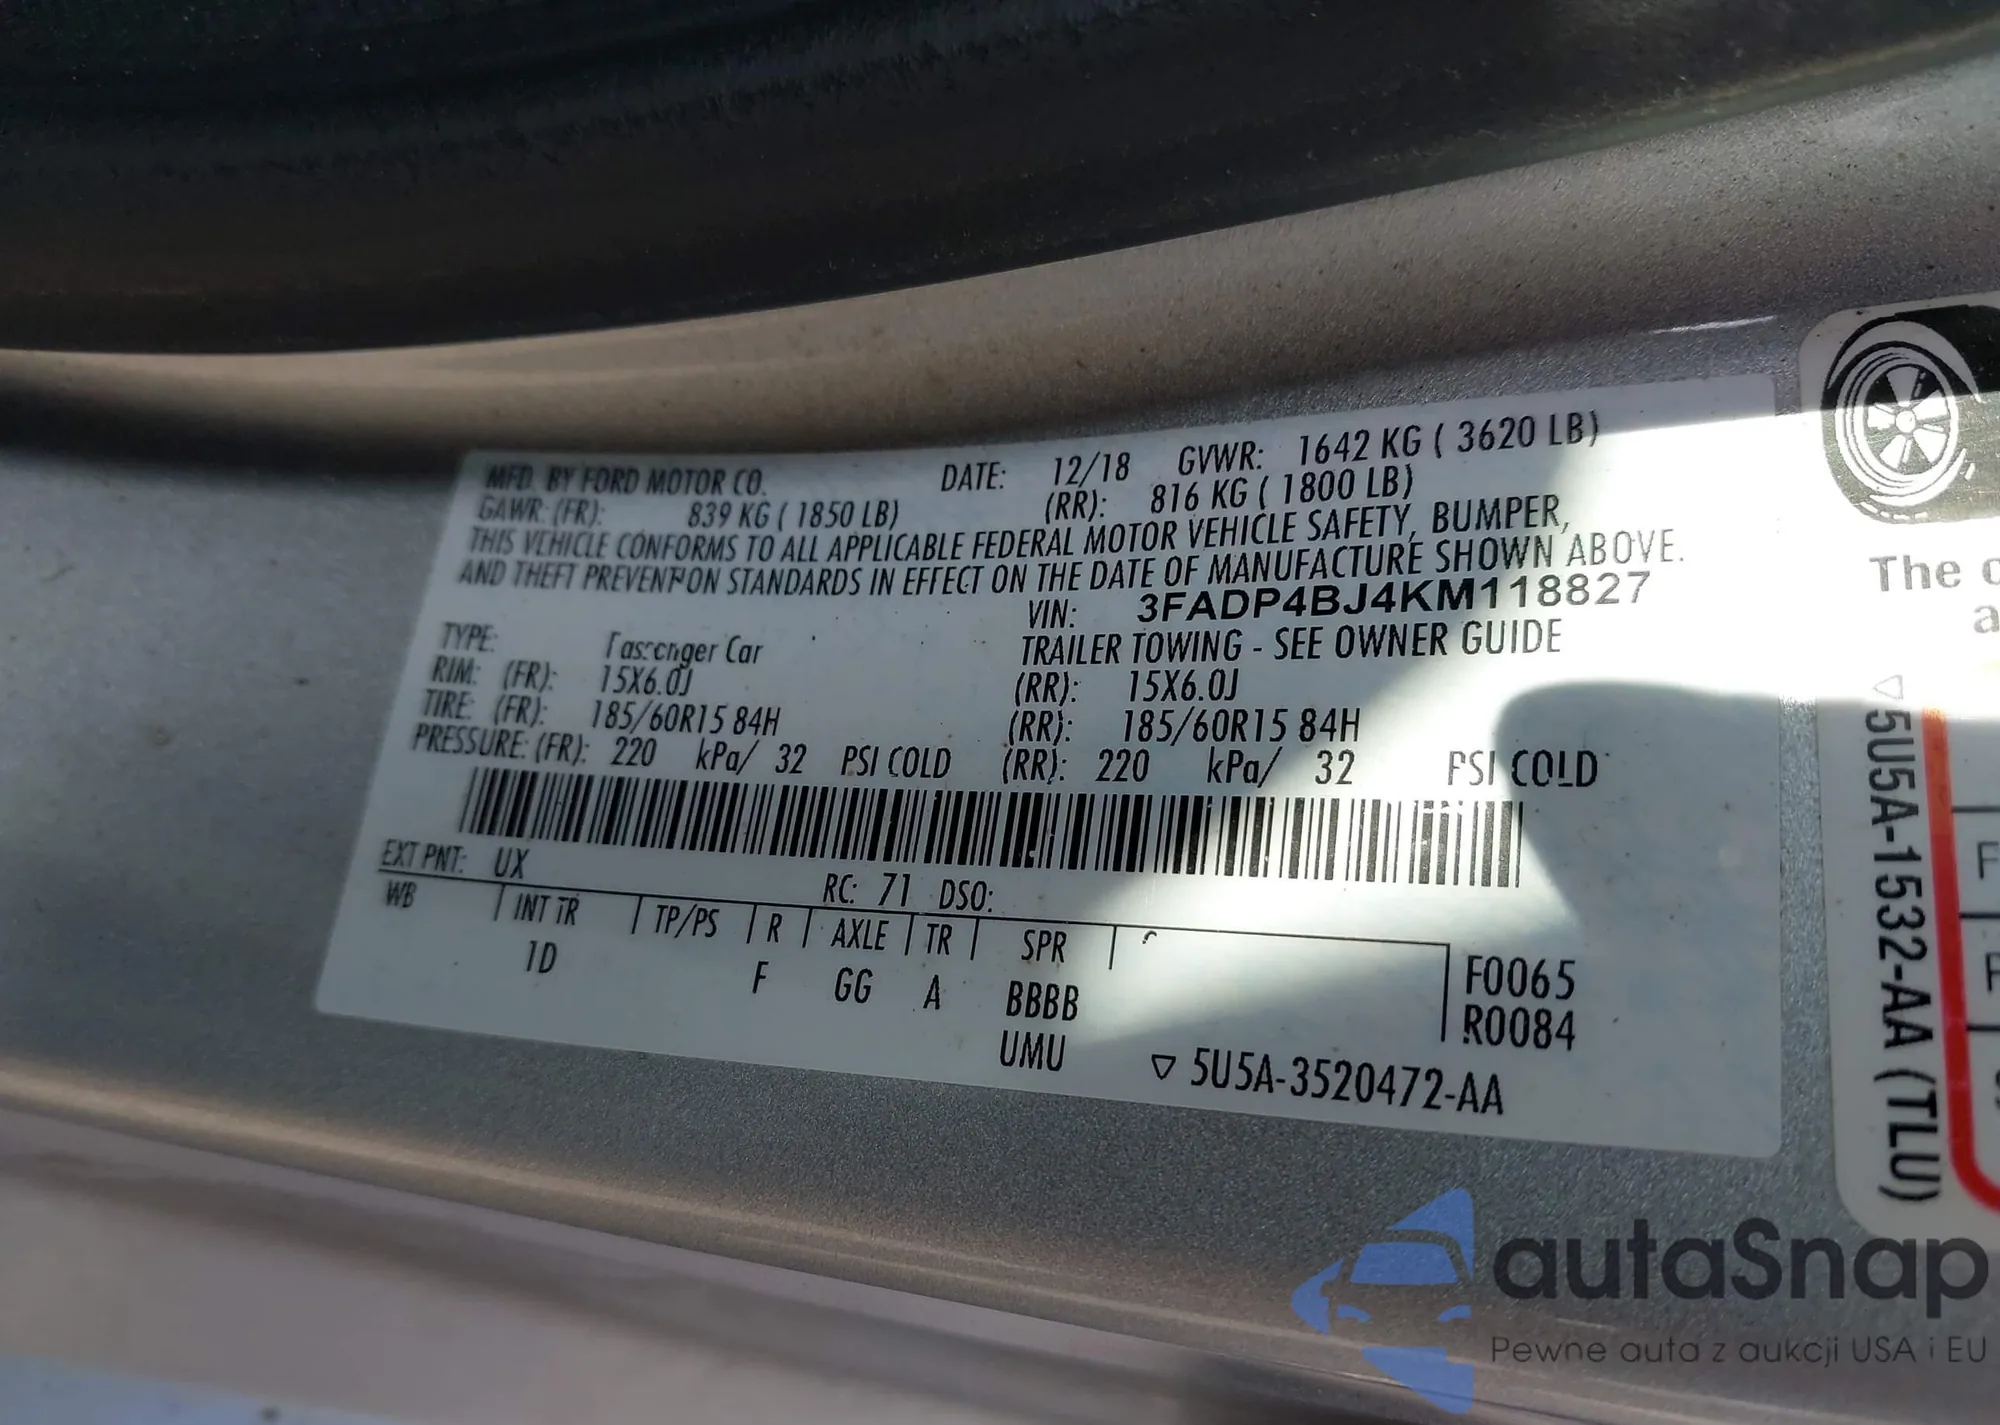 MFD. BY FORD MOTOR CO. DATE: 12/18 GVWR: 1642 KG ( 3620 LB)
GAWR: (FR): 839 KG ( 1850 LB) (RR): 816 KG ( 1800 LB)
THIS VEHICLE CONFORMS TO ALL APPLICABLE FEDERAL MOTOR VEHICLE SAFETY, BUMPER,
AND THEFT PREVENTION STANDARDS IN EFFECT ON THE DATE OF MANUFACTURE SHOWN ABOVE.
VIN: 3FADP4BJ4KM118827
TYPE: Passenger Car TRAILER TOWING - SEE OWNER GUIDE
RIM: (FR): 15X6.0J (RR): 15X6.0J
TIRE: (FR): 185/60R15 84H (RR): 185/60R15 84H
PRESSURE: (FR): 220 kPa/ 32 PSI COLD (RR): 220 kPa/ 32 PSI COLD
EXT PNT: UX RC: 71 DSO:
WB INT TR TP/PS R AXLE TR SPR
1D F GG A BBBB F0065
UMU R0084
▽ 5U5A-3520472-AA
The
▽5U5A-1532-AA (TLU)
autaSnap
Pewne auta z aukcji USA i EU